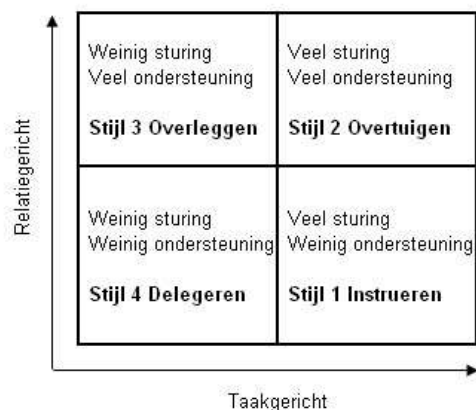 Relatiegericht
Weinig sturing
Veel ondersteuning
Stijl 3 Overleggen
Veel sturing
Veel ondersteuning
Stijl 2 Overtuigen
Weinig sturing
Weinig ondersteuning
Stijl 4 Delegeren
Veel sturing
Weinig ondersteuning
Stijl 1 Instrueren
Taakgericht